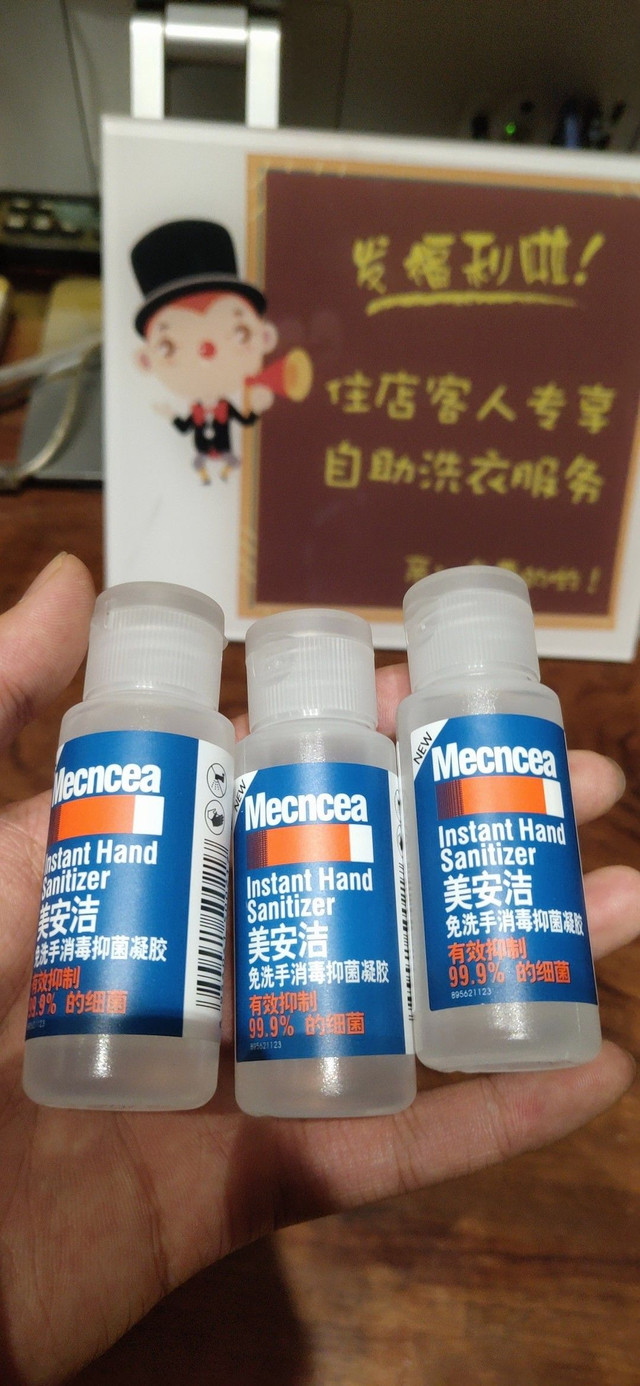 发福利啦!
住店客人专享
自助洗衣服务
Mecncea
Instant Hand
Sanitizer
美安洁
免洗手消毒抑菌凝胶
有效抑制
99.9% 的细菌
NEW
Mecncea
Instant Hand
Sanitizer
美安洁
免洗手消毒抑菌凝胶
有效抑制
99.9% 的细菌
895621123
NEW
Mecncea
Instant Hand
Sanitizer
美安洁
免洗手消毒抑菌凝胶
有效抑制
99.9% 的细菌
895621123